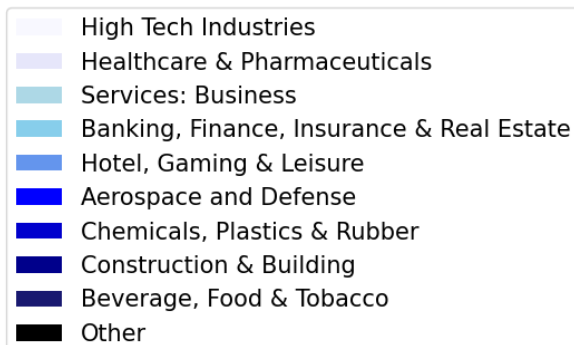 High Tech Industries
Healthcare & Pharmaceuticals
Services: Business
Banking, Finance, Insurance & Real Estate
Hotel, Gaming & Leisure
Aerospace and Defense
Chemicals, Plastics & Rubber
Construction & Building
Beverage, Food & Tobacco
Other